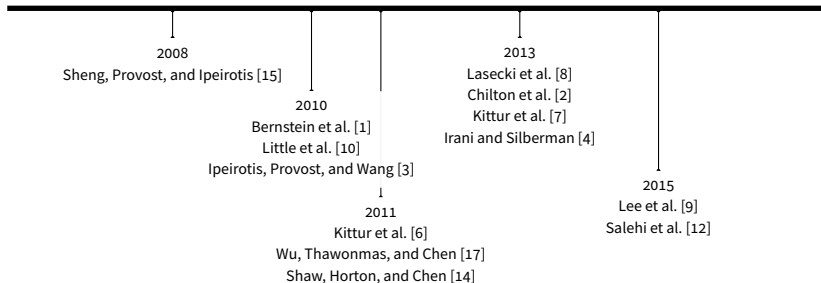 2008
Sheng, Provost, and Ipeirotis [15]
2010
Bernstein et al. [1]
Little et al. [10]
Ipeirotis, Provost, and Wang [3]
2011
Kittur et al. [6]
Wu, Thawonmas, and Chen [17]
Shaw, Horton, and Chen [14]
2013
Lasecki et al. [8]
Chilton et al. [2]
Kittur et al. [7]
Irani and Silberman [4]
2015
Lee et al. [9]
Salehi et al. [12]